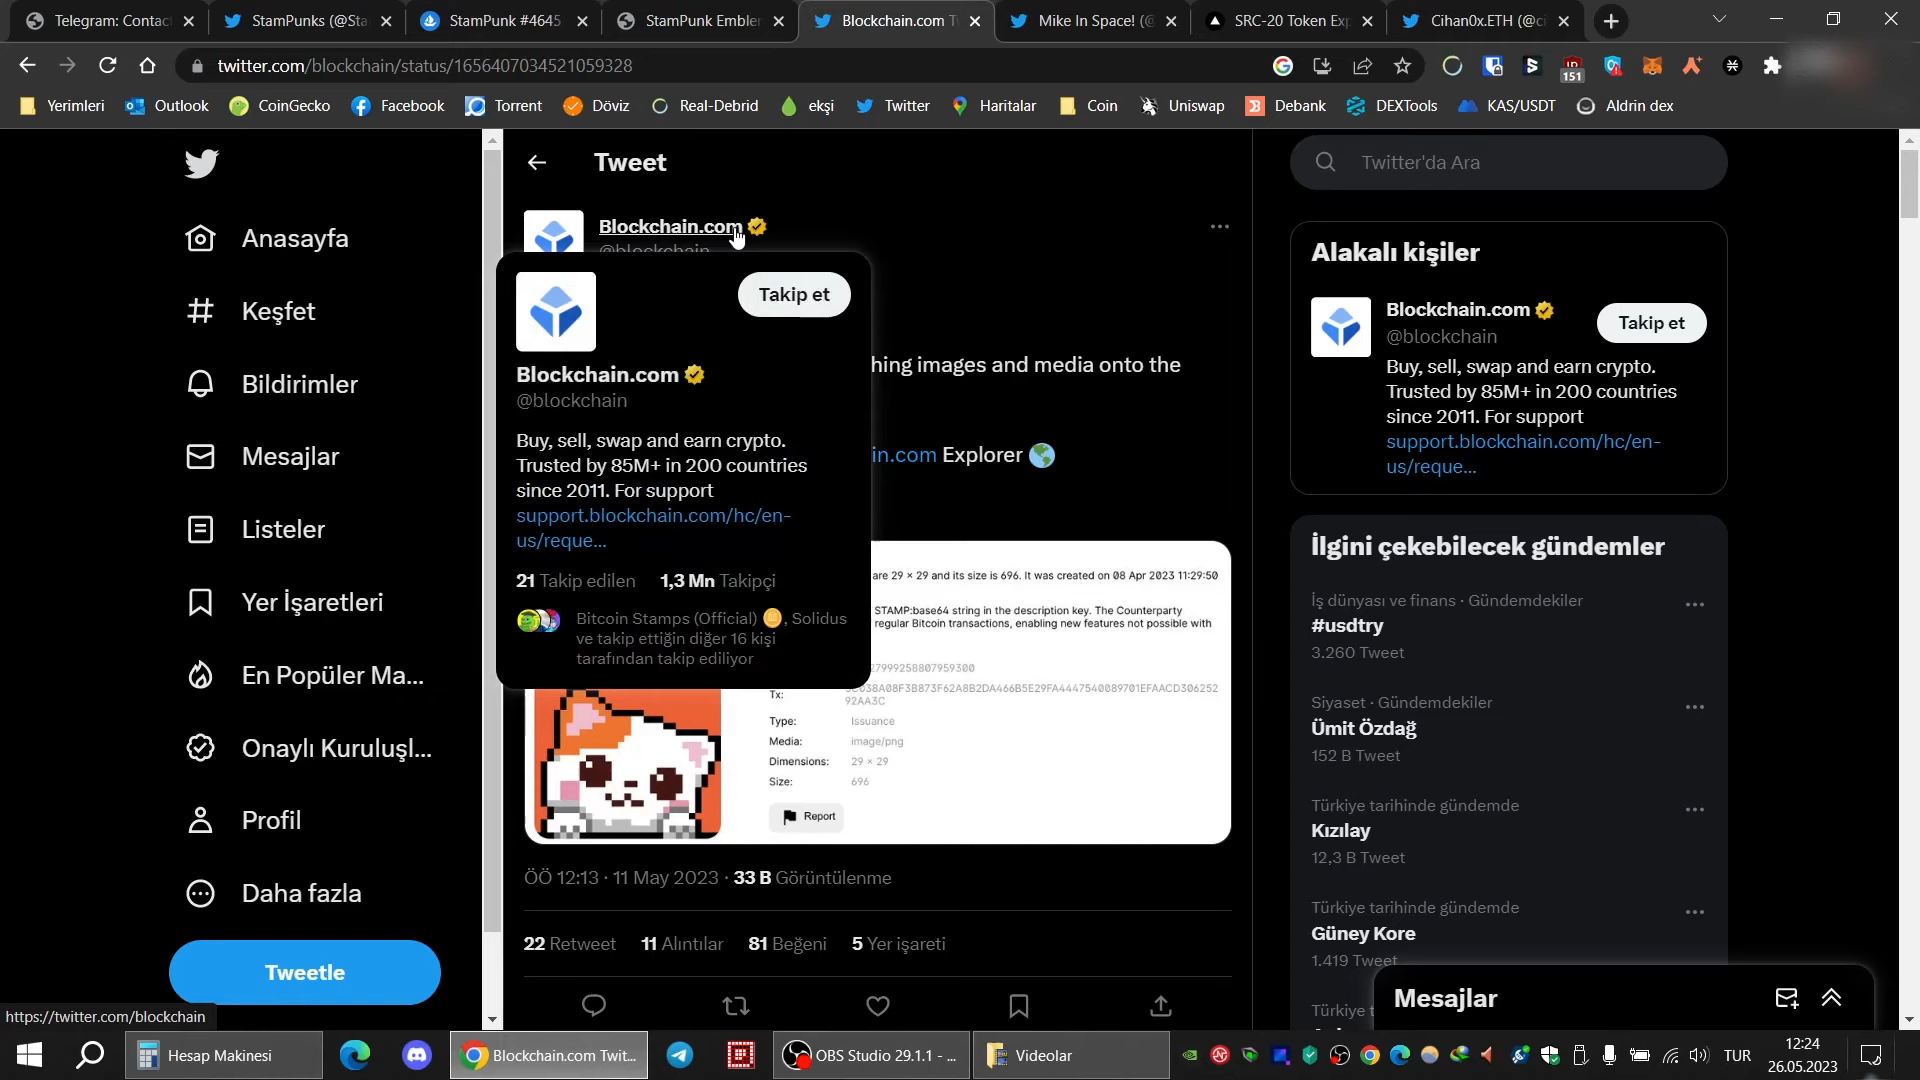 Telegram: Contac
StamPunks (@Sta
StamPunk #4645
StamPunk Emblem
Blockchain.com T
Mike In Space! (@
SRC-20 Token Exp
Cihan0x.ETH (@ci
twitter.com/blockchain/status/1656407034521059328
151
Yerimleri
Outlook
CoinGecko
Facebook
Torrent
Döviz
Real-Debrid
ekşi
Twitter
Haritalar
Coin
Uniswap
Debank
DEXTools
KAS/USDT
Aldrin dex
Anasayfa
Keşfet
Bildirimler
Mesajlar
Listeler
Yer İşaretleri
En Popüler Ma...
Onaylı Kuruluşl...
Profil
Daha fazla
Tweetle
https://twitter.com/blockchain
Tweet
Blockchain.com
@blockchain
hing images and media onto the
in.com Explorer
Takip et
Blockchain.com
@blockchain
Buy, sell, swap and earn crypto.
Trusted by 85M+ in 200 countries
since 2011. For support
support.blockchain.com/hc/en-
us/reque...
21 Takip edilen 1,3 Mn Takipçi
Bitcoin Stamps (Official) , Solidus
ve takip ettiğin diğer 16 kişi
tarafından takip ediliyor
are 29 × 29 and its size is 696. It was created on 08 Apr 2023 11:29:50
STAMP:base64 string in the description key. The Counterparty
regular Bitcoin transactions, enabling new features not possible with
27999258807959300
Tx:
5C038A08F3B873F62A8B2DA466B5E29FA4447540089701EFAACD306252
92AA3C
Type: Issuance
Media: image/png
Dimensions: 29 × 29
Size: 696
Report
ÖÖ 12:13 · 11 May 2023 · 33 B Görüntülenme
22 Retweet 11 Alıntılar 81 Beğeni 5 Yer işareti
Twitter'da Ara
Alakalı kişiler
Blockchain.com
@blockchain
Takip et
Buy, sell, swap and earn crypto.
Trusted by 85M+ in 200 countries
since 2011. For support
support.blockchain.com/hc/en-
us/reque...
İlgini çekebilecek gündemler
İş dünyası ve finans · Gündemdekiler
#usdtry
3.260 Tweet
Siyaset · Gündemdekiler
Ümit Özdağ
152 B Tweet
Türkiye tarihinde gündemde
Kızılay
12,3 B Tweet
Türkiye tarihinde gündemde
Güney Kore
1.419 Tweet
Türkiye t
Mesajlar
Hesap Makinesi
Blockchain.com Twit...
OBS Studio 29.1.1 - ...
Videolar
TUR
12:24
26.05.2023